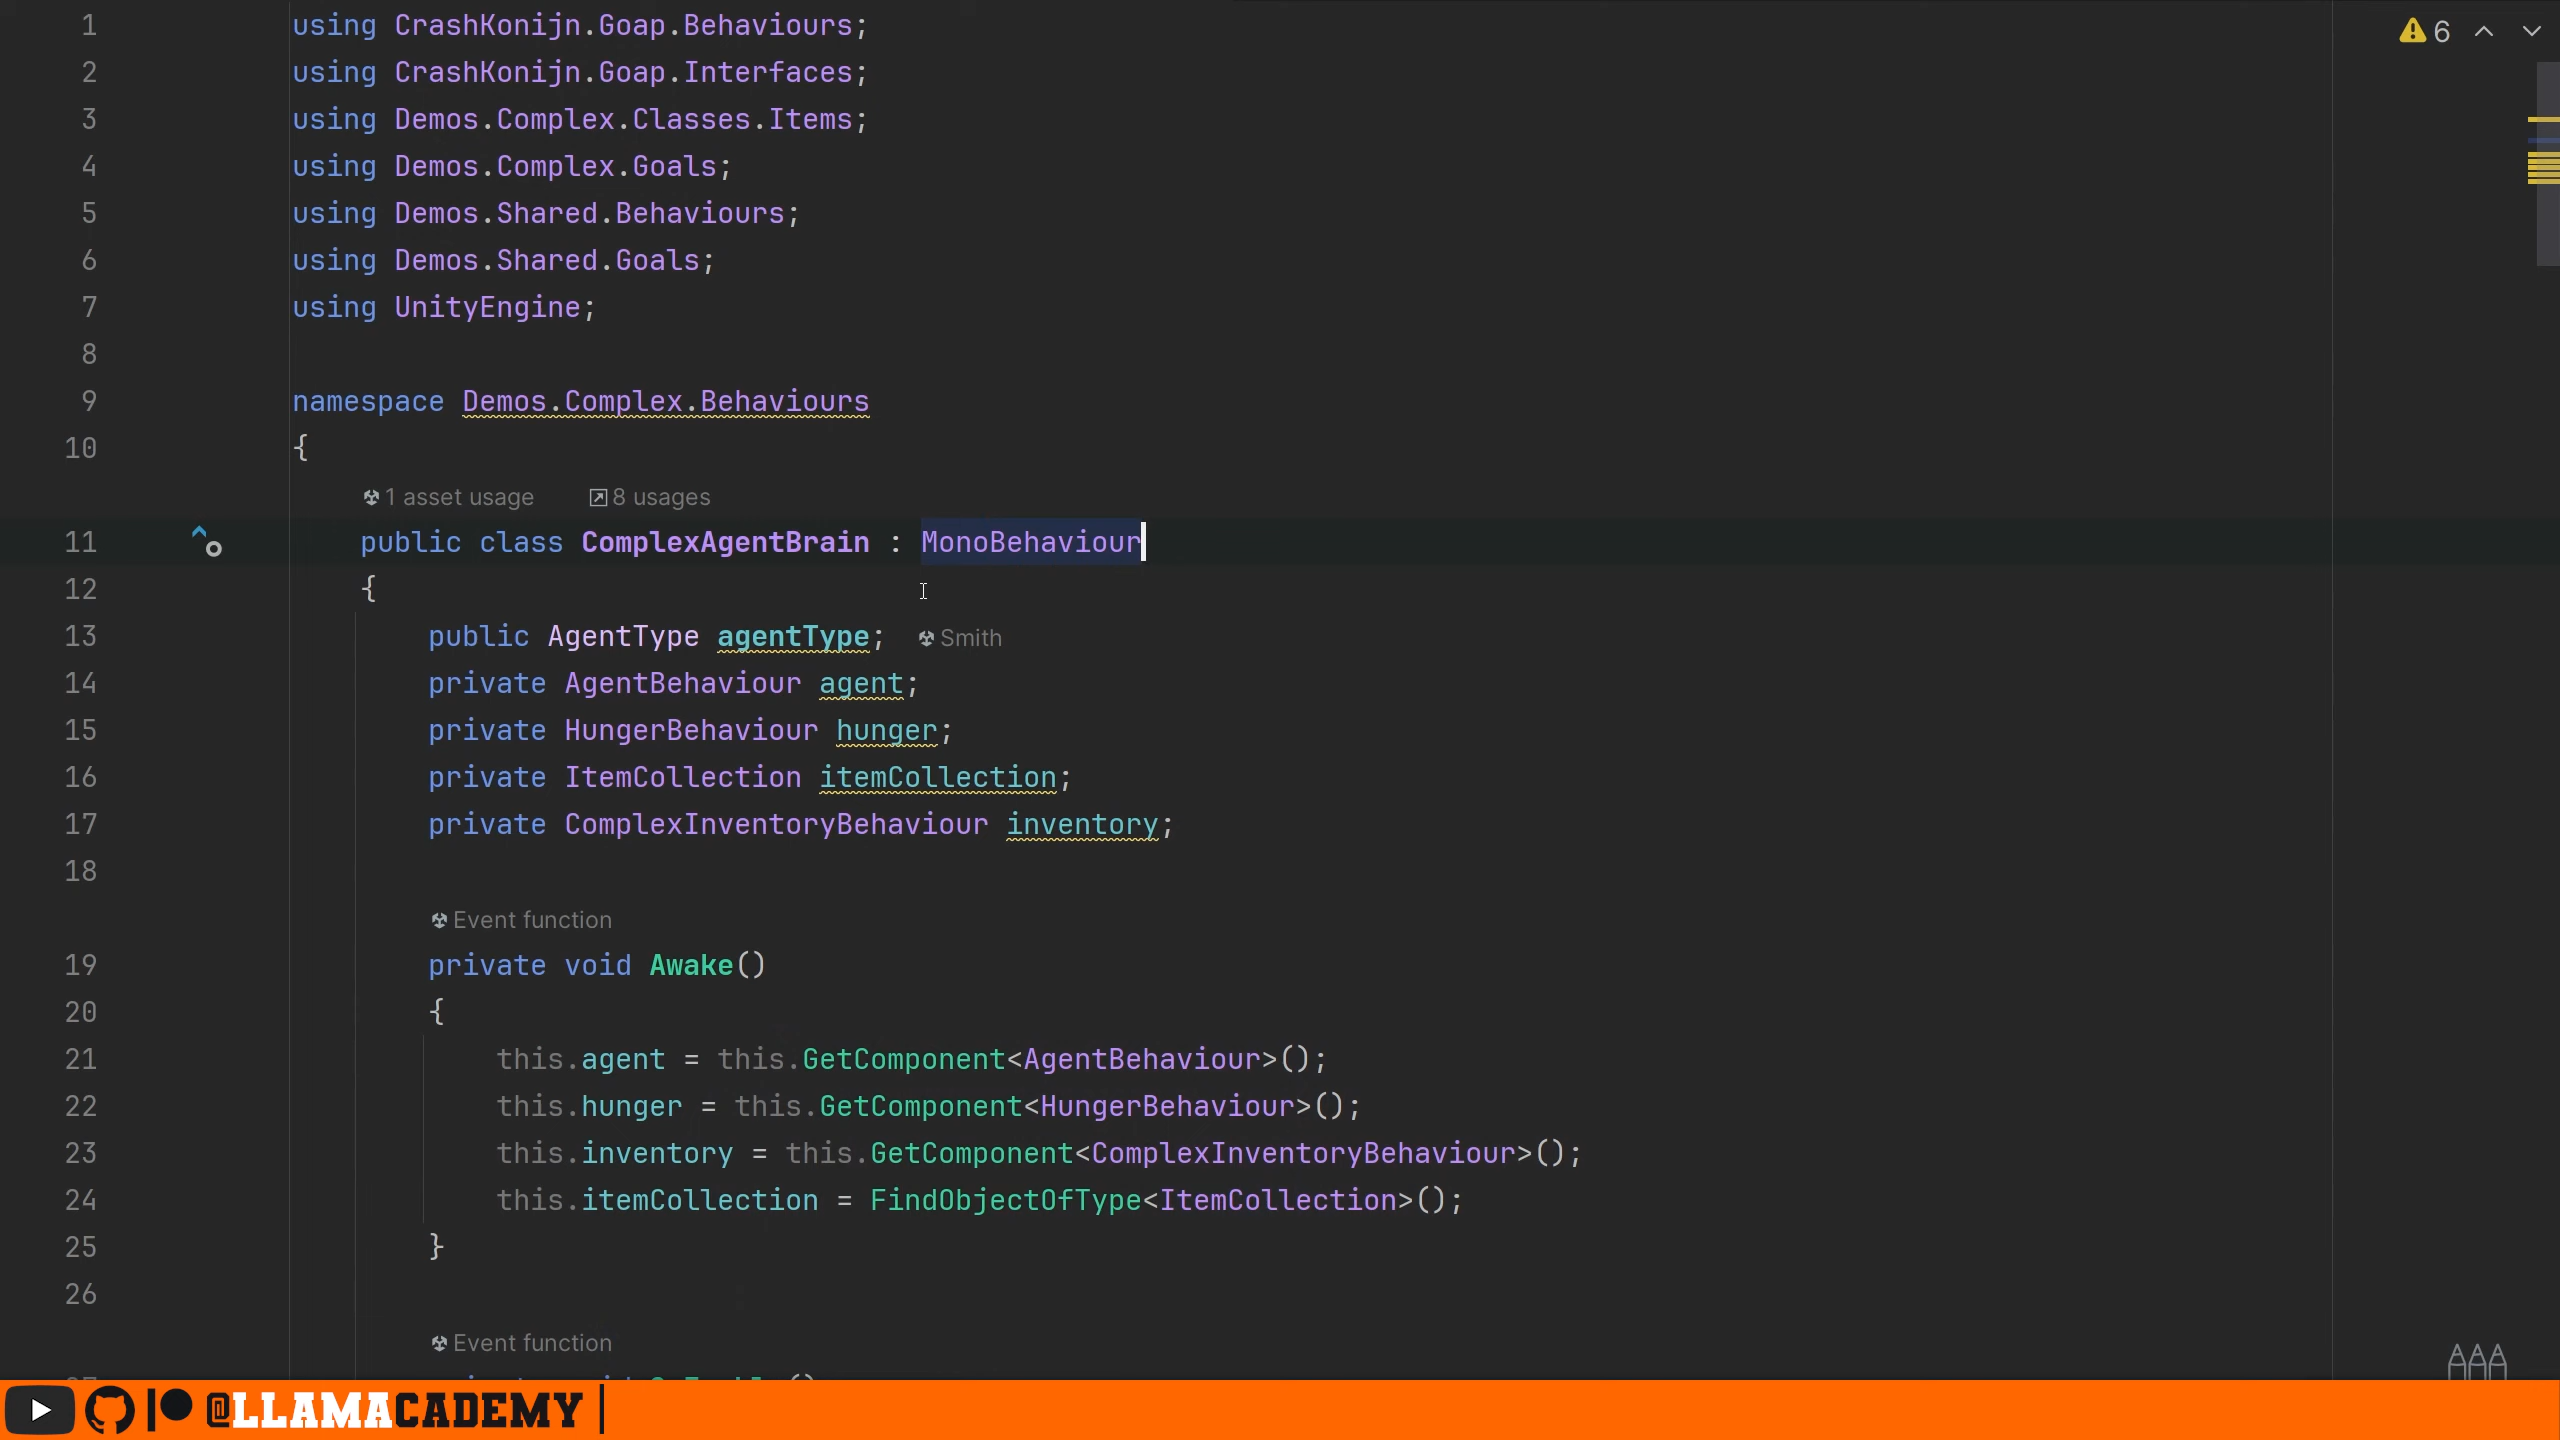 1 using CrashKonijn.Goap.Behaviours;
2 using CrashKonijn.Goap.Interfaces;
3 using Demos.Complex.Classes.Items;
4 using Demos.Complex.Goals;
5 using Demos.Shared.Behaviours;
6 using Demos.Shared.Goals;
7 using UnityEngine;
8
9 namespace Demos.Complex.Behaviours
10 {
1 asset usage 8 usages
11 public class ComplexAgentBrain : MonoBehaviour
12 {
13 public AgentType agentType; Smith
14 private AgentBehaviour agent;
15 private HungerBehaviour hunger;
16 private ItemCollection itemCollection;
17 private ComplexInventoryBehaviour inventory;
18
Event function
19 private void Awake()
20 {
21 this.agent = this.GetComponent<AgentBehaviour>();
22 this.hunger = this.GetComponent<HungerBehaviour>();
23 this.inventory = this.GetComponent<ComplexInventoryBehaviour>();
24 this.itemCollection = FindObjectOfType<ItemCollection>();
25 }
26
Event function
6
@LLAMACADEMY